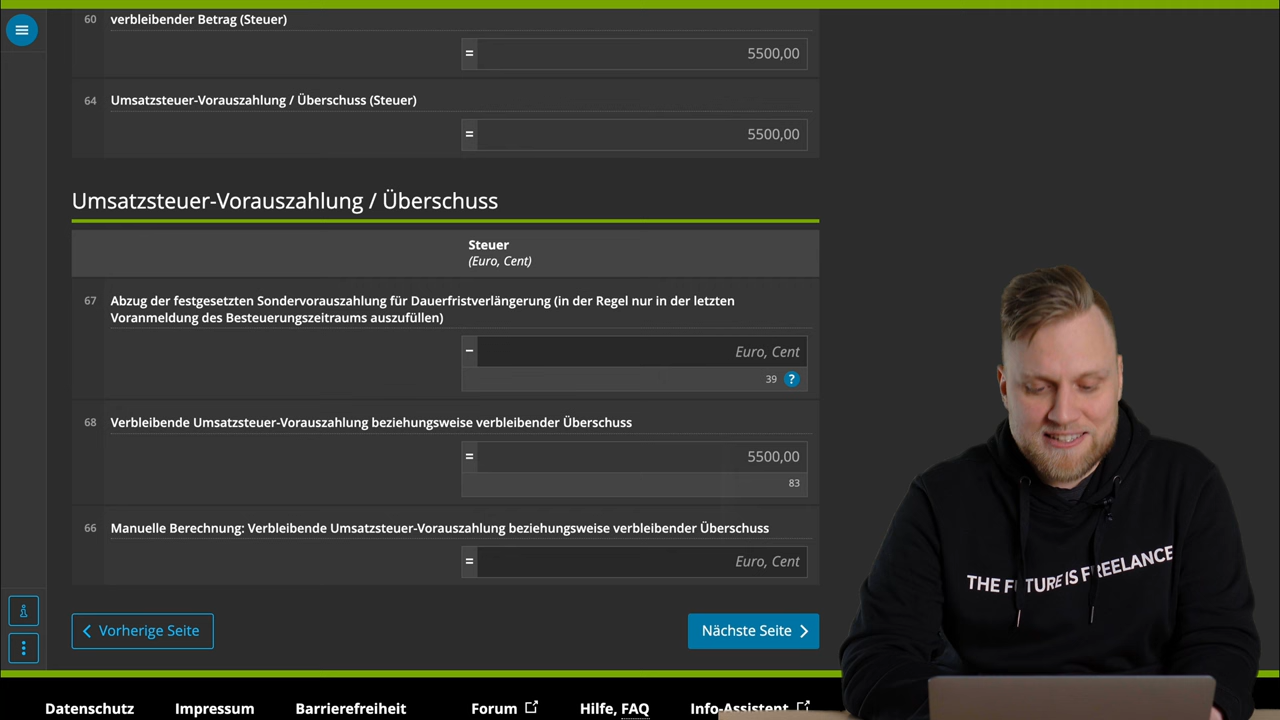 60 verbleibender Betrag (Steuer)
= 5500,00
64 Umsatzsteuer-Vorauszahlung / Überschuss (Steuer)
= 5500,00
Umsatzsteuer-Vorauszahlung / Überschuss
Steuer
(Euro, Cent)
67 Abzug der festgesetzten Sondervorauszahlung für Dauerfristverlängerung (in der Regel nur in der letzten
Voranmeldung des Besteuerungszeitraums auszufüllen)
− Euro, Cent
39 ?
68 Verbleibende Umsatzsteuer-Vorauszahlung beziehungsweise verbleibender Überschuss
= 5500,00
83
66 Manuelle Berechnung: Verbleibende Umsatzsteuer-Vorauszahlung beziehungsweise verbleibender Überschuss
= Euro, Cent
Vorherige Seite
Nächste Seite
Datenschutz Impressum Barrierefreiheit Forum Hilfe, FAQ Info-Assistent
THE FUTURE IS FREELANCE